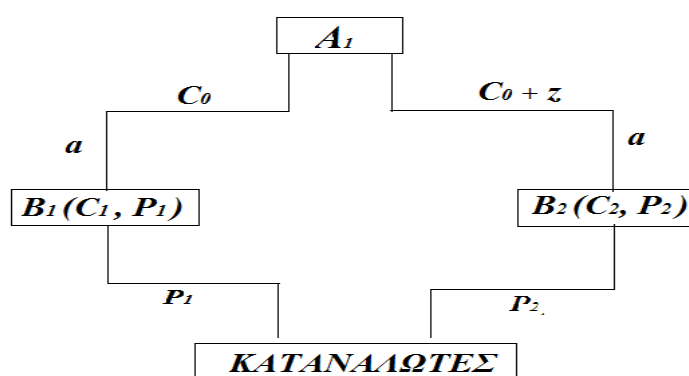 A₁
C₀
C₀ + z
a
a
B₁(C₁, P₁)
B₂(C₂, P₂)
P₁
P₂.
ΚΑΤΑΝΑΛΩΤΕΣ